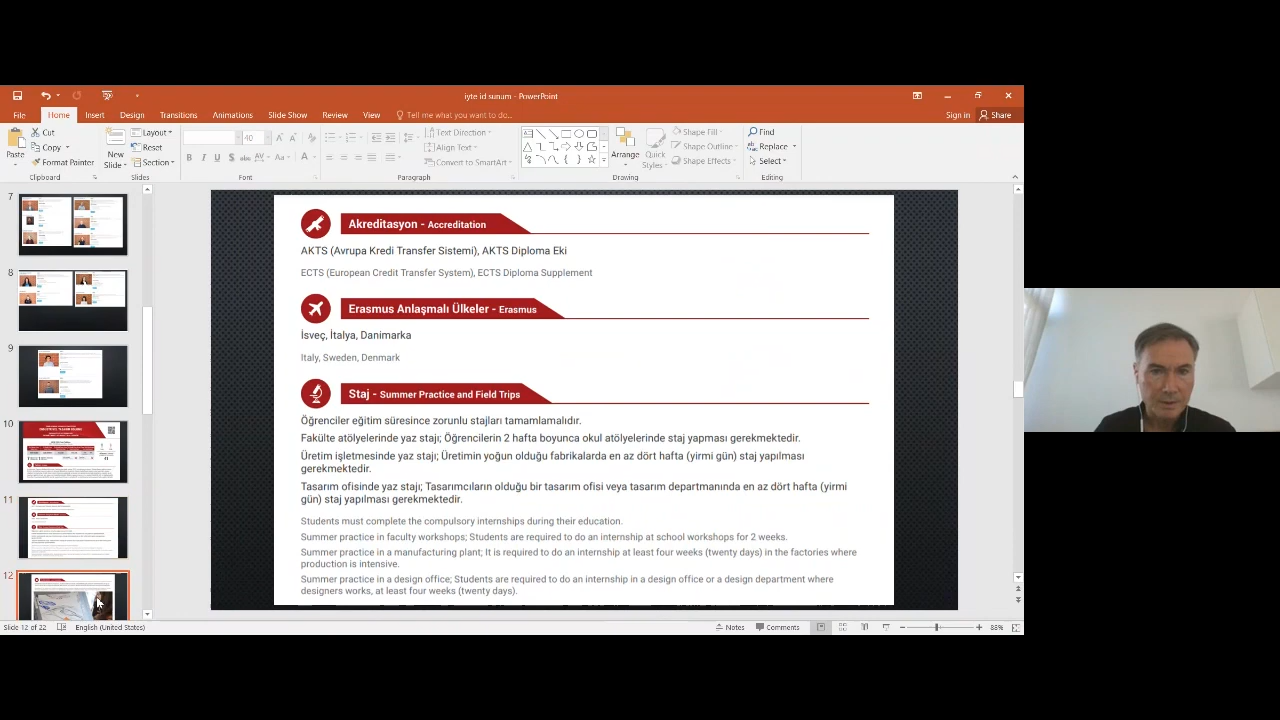 iyte id sunum - PowerPoint
File Home Insert Design Transitions Animations Slide Show Review View Tell me what you want to do... Sign in Share
Paste
Cut
Copy
Format Painter
Clipboard
New Slide
Layout
Reset
Section
Slides
40
B I U S abc AV Aa A
Font
Text Direction
Align Text
Convert to SmartArt
Paragraph
Arrange
Quick Styles
Shape Fill
Shape Outline
Shape Effects
Drawing
Find
Replace
Select
Editing
7
8
9
10
11
12
Akreditasyon - Accreditation
AKTS (Avrupa Kredi Transfer Sistemi), AKTS Diploma Eki
ECTS (European Credit Transfer System), ECTS Diploma Supplement
Erasmus Anlaşmalı Ülkeler - Erasmus
İsveç, İtalya, Danimarka
Italy, Sweden, Denmark
Staj - Summer Practice and Field Trips
Öğrenciler eğitim süresince zorunlu stajları tamamlamalıdır.
Fakülte atölyelerinde yaz stajı; Öğrencilerin 2 hafta boyunca okul atölyelerinde staj yapması gerekmektedir.
Üretim işletmesinde yaz stajı; Üretimin yoğun olduğu fabrikalarda en az dört hafta (yirmi gün) staj yapılması
gerekmektedir.
Tasarım ofisinde yaz stajı; Tasarımcıların olduğu bir tasarım ofisi veya tasarım departmanında en az dört hafta (yirmi
gün) staj yapılması gerekmektedir.
Students must complete the compulsory internships during their education.
Summer practice in faculty workshops; Students are required to do an internship at school workshops for 2 weeks.
Summer practice in a manufacturing plant; It is required to do an internship at least four weeks (twenty days) in the factories where
production is intensive.
Summer practice in a design office; Students are required to do an internship in a design office or a design department where
designers works, at least four weeks (twenty days).
Slide 12 of 22 English (United States) Notes Comments 88%